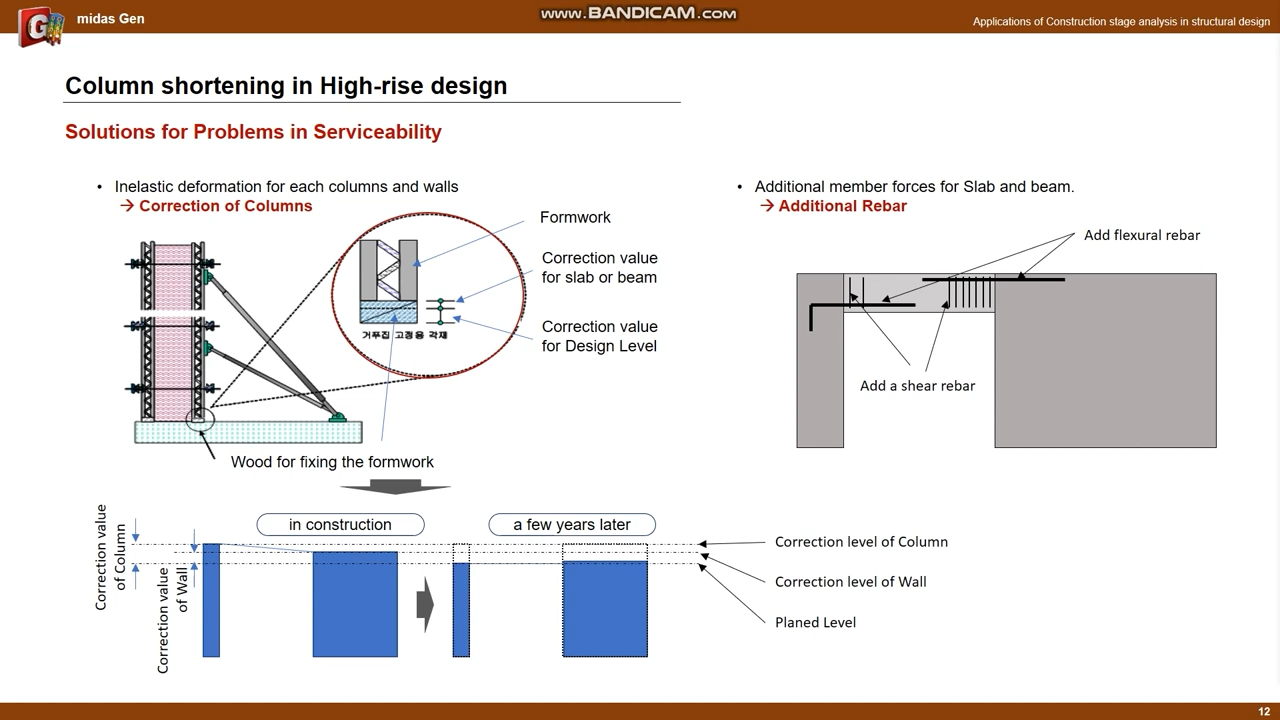 midas Gen
www.BANDICAM.com
Applications of Construction stage analysis in structural design
Column shortening in High-rise design
Solutions for Problems in Serviceability
• Inelastic deformation for each columns and walls
→ Correction of Columns
Formwork
Correction value
for slab or beam
Correction value
for Design Level
거푸집 고정용 각재
Wood for fixing the formwork
• Additional member forces for Slab and beam.
→ Additional Rebar
Add flexural rebar
Add a shear rebar
Correction value
of Column
Correction value
of Wall
in construction
a few years later
Correction level of Column
Correction level of Wall
Planed Level
12